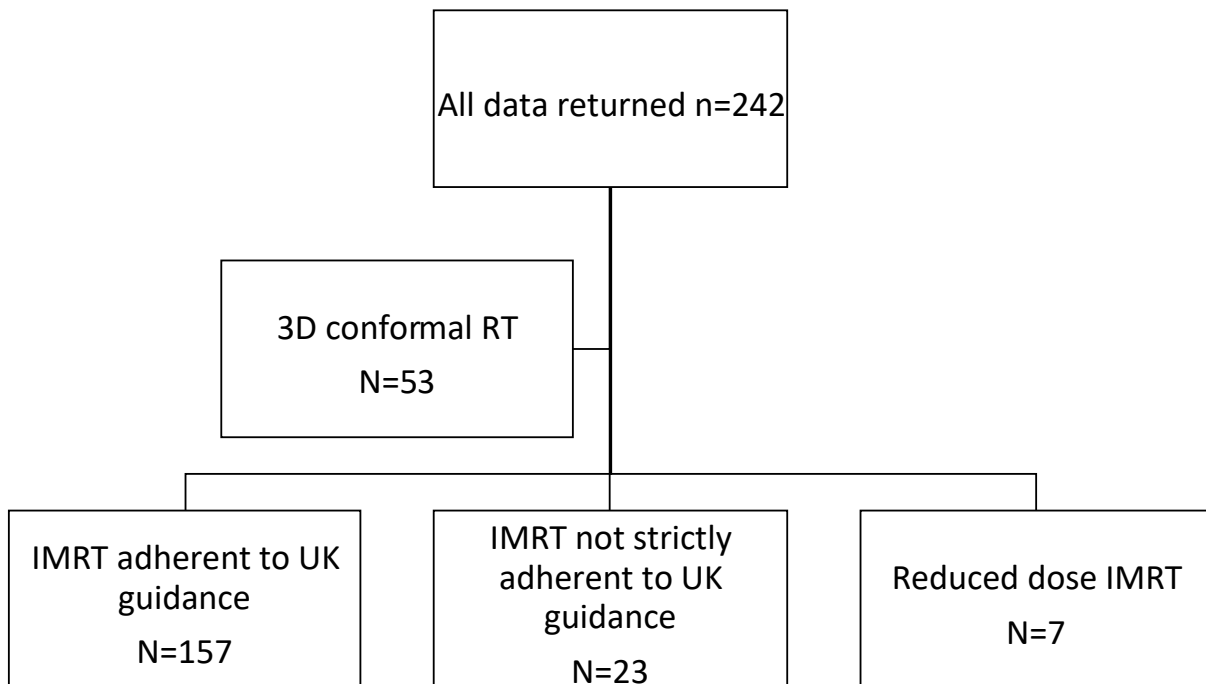 All data returned n=242
3D conformal RT
N=53
IMRT adherent to UK
guidance
N=157
IMRT not strictly
adherent to UK
guidance
N=23
Reduced dose IMRT
N=7